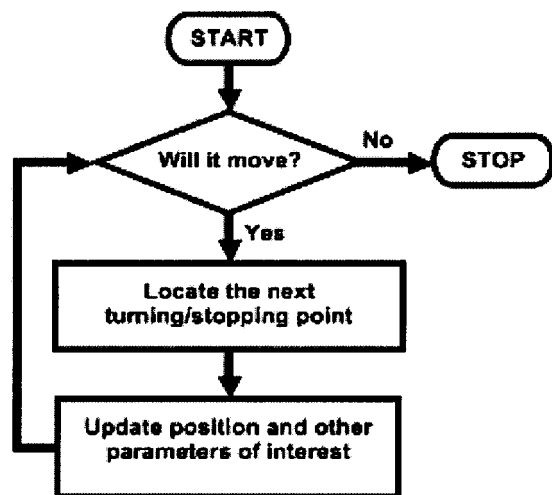 START
Will it move?
No
STOP
Yes
Locate the next
turning/stopping point
Update position and other
parameters of interest